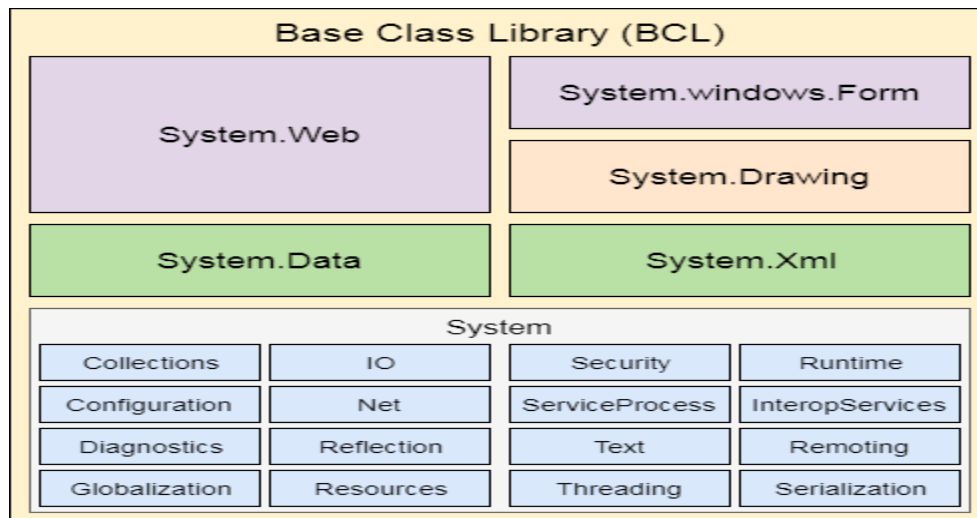 Base Class Library (BCL)
System.Web
System.windows.Form
System.Drawing
System.Data
System.Xml
System
Collections
IO
Security
Runtime
Configuration
Net
ServiceProcess
InteropServices
Diagnostics
Reflection
Text
Remoting
Globalization
Resources
Threading
Serialization